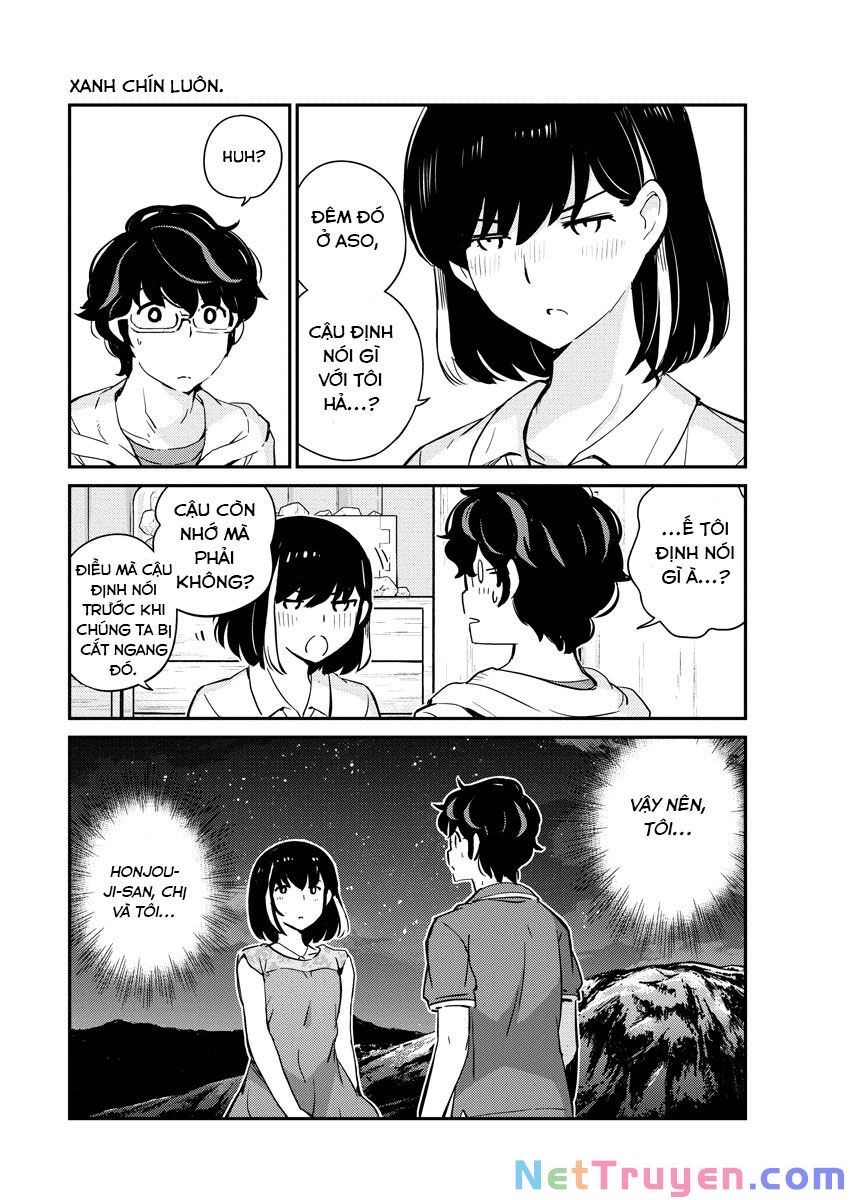 XANH CHÍN LUÔN.
ĐÊM ĐÓ
Ở ASO,
CẬU ĐỊNH
NÓI GÌ
VỚI TÔI
HẢ...?
HUH?
...Ế TÔI
ĐỊNH NÓI
GÌ À...?
CẬU CÒN
NHỚ MÀ
PHẢI
KHÔNG?
ĐIỀU MÀ CẬU
ĐỊNH NÓI
TRƯỚC KHI
CHÚNG TA BỊ
CẮT NGANG
ĐÓ.
VẬY NÊN,
TÔI...
HONJOU-
JI-SAN, CHỊ
VÀ TÔI...
NetTruyen.com